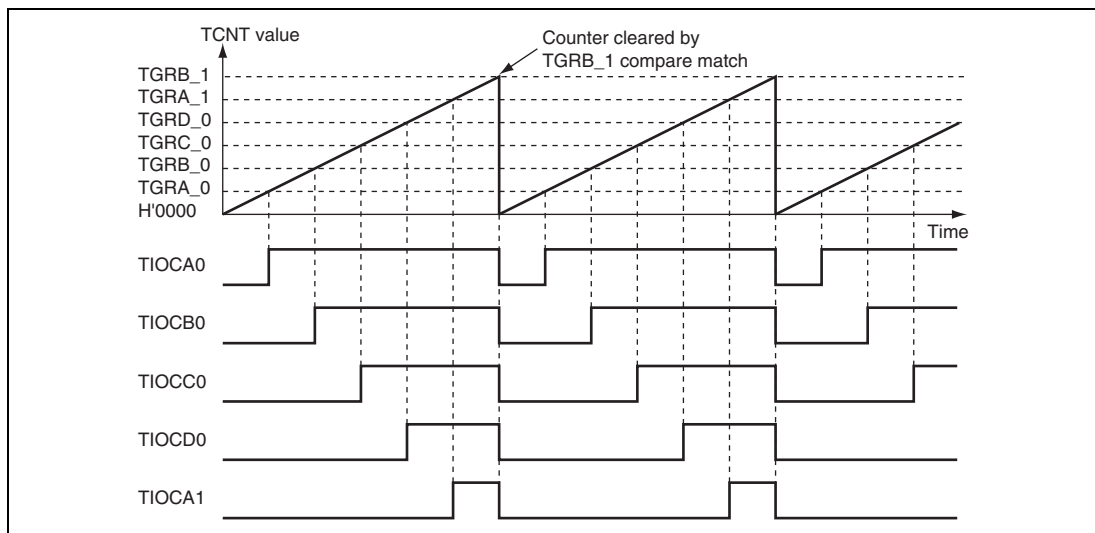 TCNT value
Counter cleared by
TGRB_1 compare match
TGRB_1
TGRA_1
TGRD_0
TGRC_0
TGRB_0
TGRA_0
H'0000
Time
TIOCA0
TIOCB0
TIOCC0
TIOCD0
TIOCA1